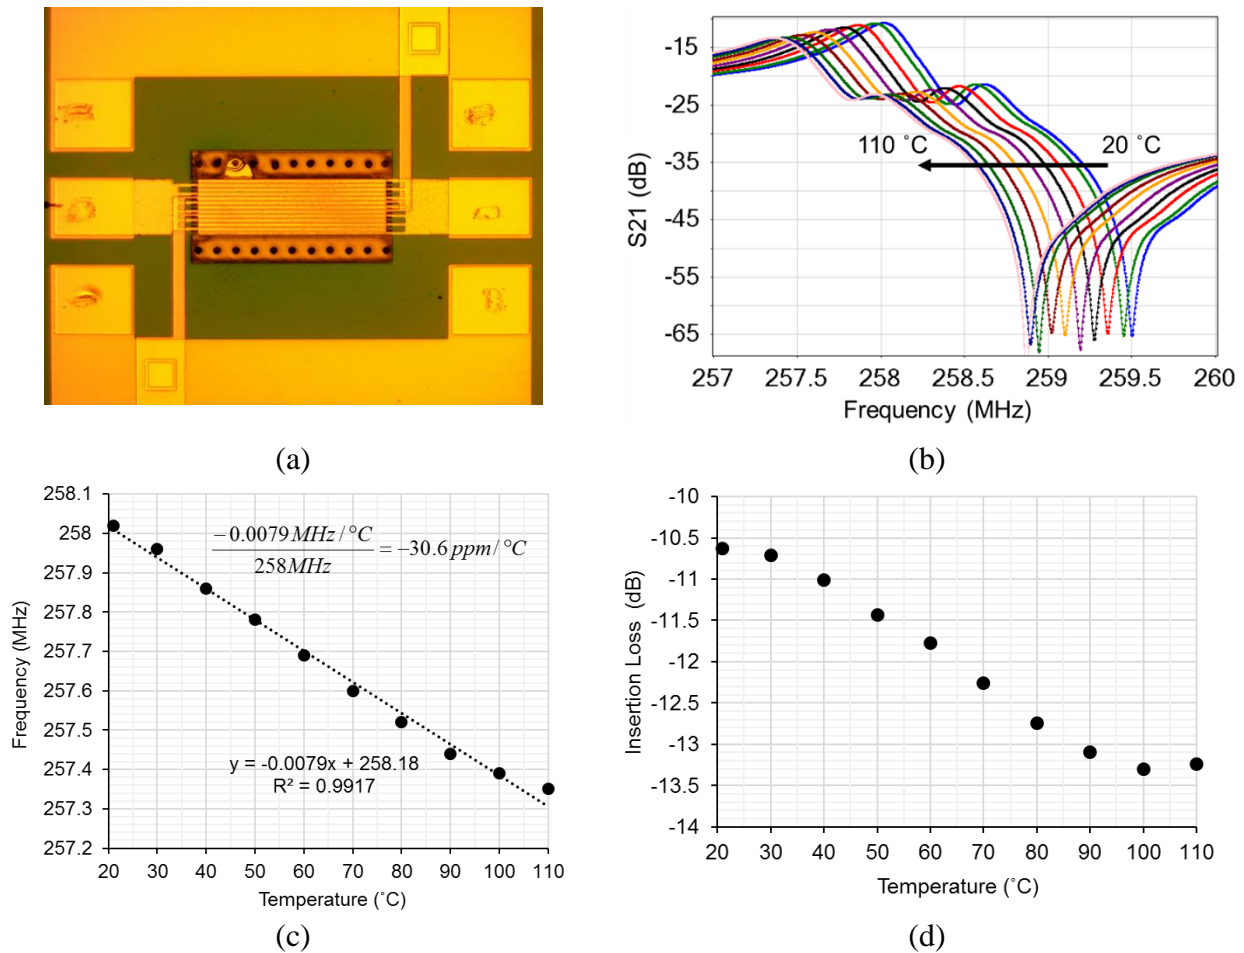 -15
-25
-35
-45
-55
-65
S21 (dB)
110 ˚C
20 ˚C
257
257.5
258
258.5
259
259.5
260
Frequency (MHz)
(a)
(b)
258.1
258
257.9
257.8
257.7
257.6
257.5
257.4
257.3
257.2
Frequency (MHz)
−0.0079 MHz / °C
258MHz
= −30.6 ppm/ °C
y = -0.0079x + 258.18
R² = 0.9917
20 30 40 50 60 70 80 90 100 110
Temperature (˚C)
(c)
-10
-10.5
-11
-11.5
-12
-12.5
-13
-13.5
-14
Insertion Loss (dB)
20 30 40 50 60 70 80 90 100 110
Temperature (˚C)
(d)